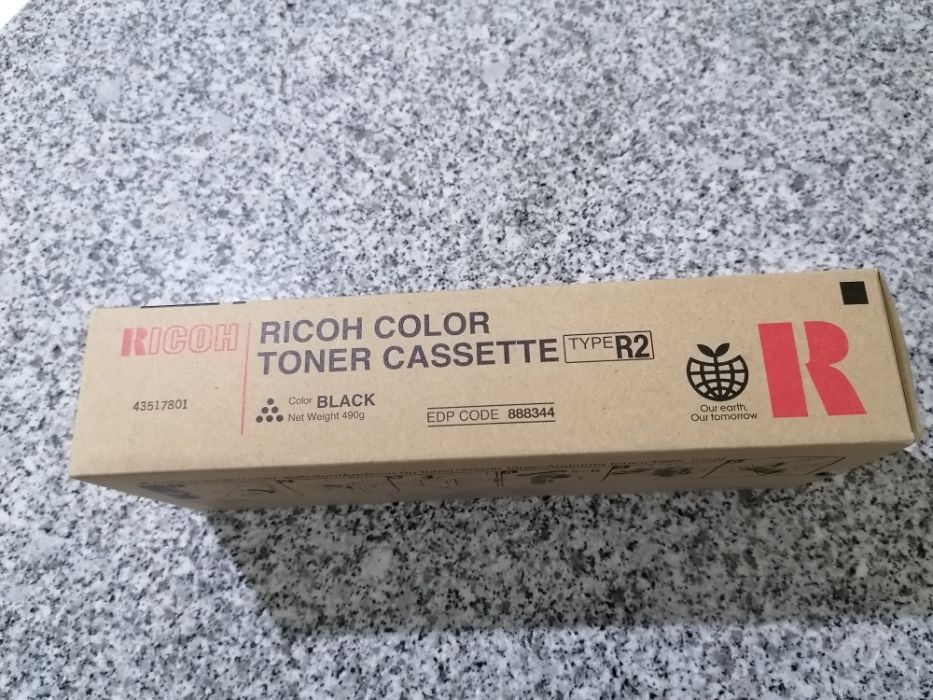 RICOH
RICOH COLOR
TONER CASSETTE TYPE R2
43517801
Color BLACK
Net Weight 490g
EDP CODE 888344
Our earth,
Our tomorrow
R